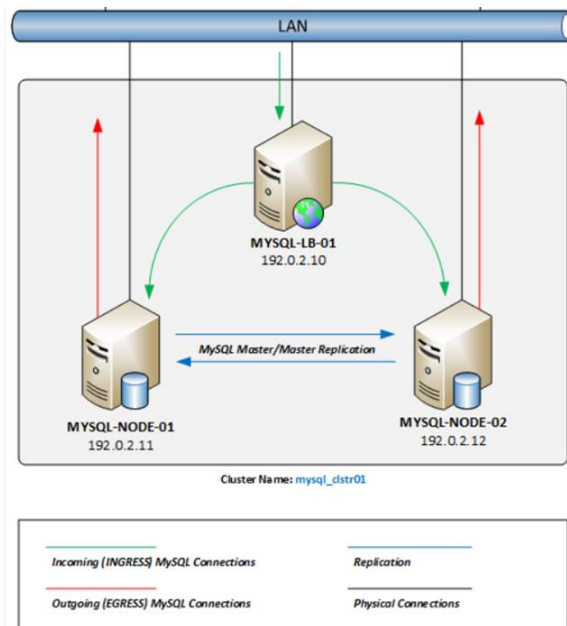 LAN
MYSQL-LB-01
192.0.2.10
MySQL Master/Master Replication
MYSQL-NODE-01
192.0.2.11
MYSQL-NODE-02
192.0.2.12
Cluster Name: mysql_clstr01
Incoming (INGRESS) MySQL Connections
Replication
Outgoing (EGRESS) MySQL Connections
Physical Connections